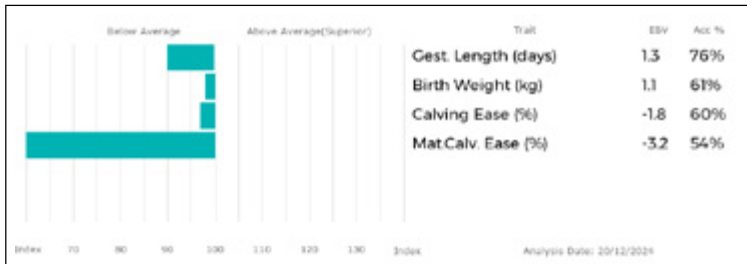 Below Average Above Average(Superior) Trait EBV Acc %
Gest. Length (days) 1.3 76%
Birth Weight (kg) 1.1 61%
Calving Ease (%) -1.8 60%
Mat.Calv. Ease (%) -3.2 54%
Index 70 80 90 100 110 120 130 Index Analysis Date: 20/12/2024